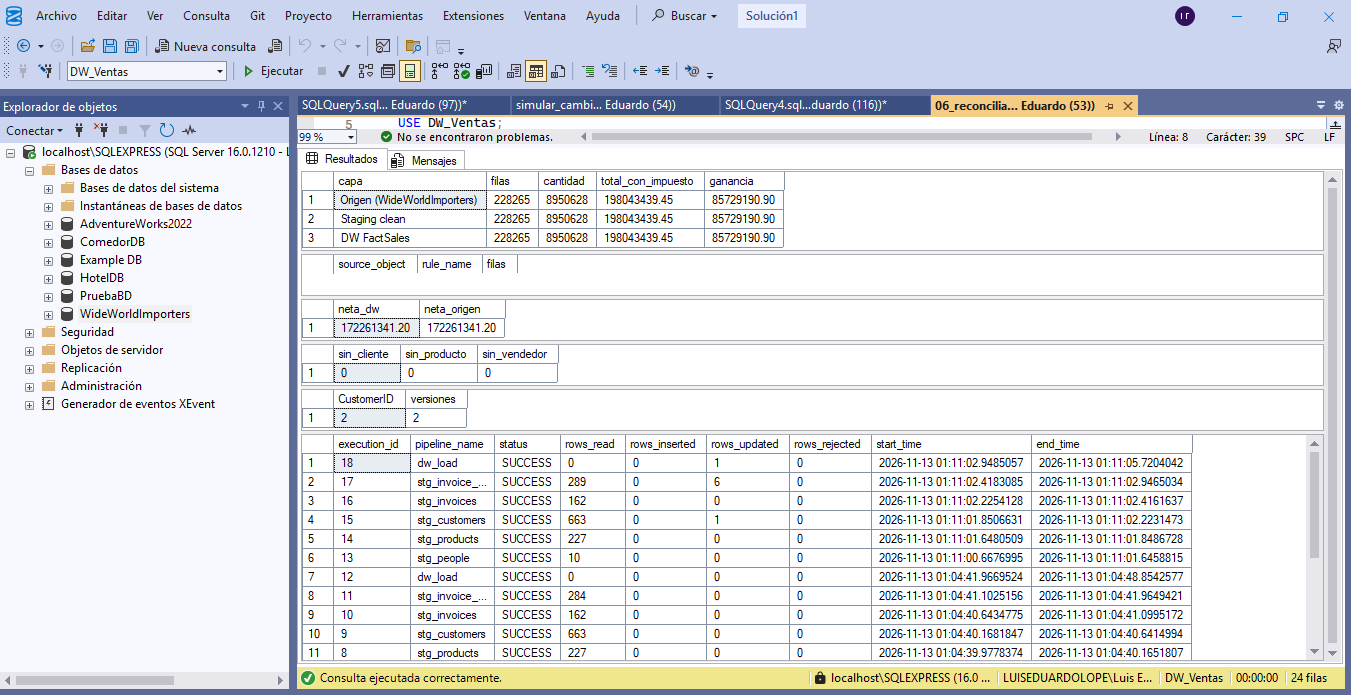 Archivo Editar Ver Consulta Git Proyecto Herramientas Extensiones Ventana Ayuda Buscar Solución1
Nueva consulta
DW_Ventas Ejecutar
Explorador de objetos
Conectar
localhost\SQLEXPRESS (SQL Server 16.0.1210 - L
Bases de datos
Bases de datos del sistema
Instantáneas de bases de datos
AdventureWorks2022
ComedorDB
Example DB
HotelDB
PruebaBD
WideWorldImporters
Seguridad
Objetos de servidor
Replicación
Administración
Generador de eventos XEvent
SQLQuery5.sql... Eduardo (97))* simular_cambi... Eduardo (54)) SQLQuery4.sql...duardo (116))* 06_reconcilia... Eduardo (53))
5 USE DW_Ventas;
99 % No se encontraron problemas. Línea: 8 Carácter: 39 SPC LF
Resultados Mensajes
capa filas cantidad total_con_impuesto ganancia
1 Origen (WideWorldImporters) 228265 8950628 198043439.45 85729190.90
2 Staging clean 228265 8950628 198043439.45 85729190.90
3 DW FactSales 228265 8950628 198043439.45 85729190.90
source_object rule_name filas
neta_dw neta_origen
1 172261341.20 172261341.20
sin_cliente sin_producto sin_vendedor
1 0 0 0
CustomerID versiones
1 2 2
execution_id pipeline_name status rows_read rows_inserted rows_updated rows_rejected start_time end_time
1 18 dw_load SUCCESS 0 0 1 0 2026-11-13 01:11:02.9485057 2026-11-13 01:11:05.7204042
2 17 stg_invoice_... SUCCESS 289 0 6 0 2026-11-13 01:11:02.4183085 2026-11-13 01:11:02.9465034
3 16 stg_invoices SUCCESS 162 0 0 0 2026-11-13 01:11:02.2254128 2026-11-13 01:11:02.4161637
4 15 stg_customers SUCCESS 663 0 1 0 2026-11-13 01:11:01.8506631 2026-11-13 01:11:02.2231473
5 14 stg_products SUCCESS 227 0 0 0 2026-11-13 01:11:01.6480509 2026-11-13 01:11:01.8486728
6 13 stg_people SUCCESS 10 0 0 0 2026-11-13 01:11:00.6676995 2026-11-13 01:11:01.6458815
7 12 dw_load SUCCESS 0 0 0 0 2026-11-13 01:04:41.9669524 2026-11-13 01:04:48.8542577
8 11 stg_invoice_... SUCCESS 284 0 0 0 2026-11-13 01:04:41.1025156 2026-11-13 01:04:41.9649421
9 10 stg_invoices SUCCESS 162 0 0 0 2026-11-13 01:04:40.6434775 2026-11-13 01:04:41.0995172
10 9 stg_customers SUCCESS 663 0 0 0 2026-11-13 01:04:40.1681847 2026-11-13 01:04:40.6414994
11 8 stg_products SUCCESS 227 0 0 0 2026-11-13 01:04:39.9778374 2026-11-13 01:04:40.1651807
Consulta ejecutada correctamente. localhost\SQLEXPRESS (16.0 ... LUISEDUARDOLOPE\Luis E... DW_Ventas 00:00:00 24 filas